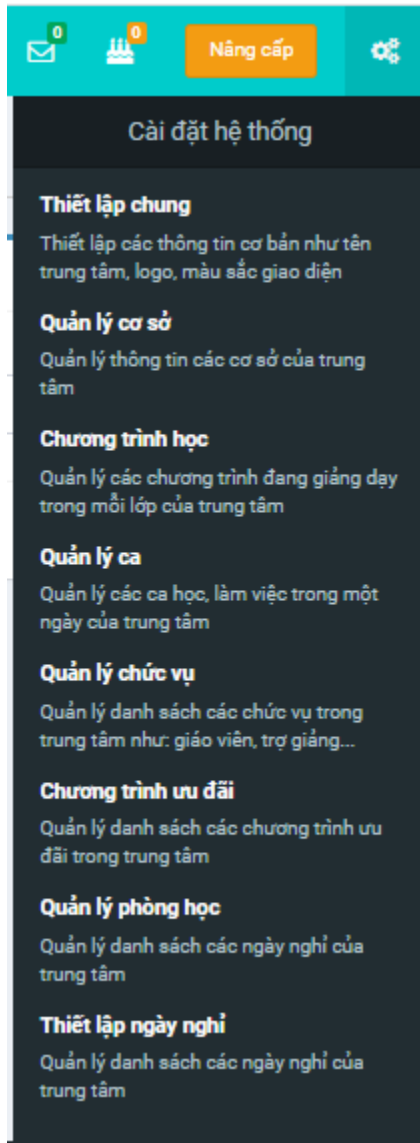 0 0 Nâng cấp
Cài đặt hệ thống
Thiết lập chung
Thiết lập các thông tin cơ bản như tên
trung tâm, logo, màu sắc giao diện
Quản lý cơ sở
Quản lý thông tin các cơ sở của trung
tâm
Chương trình học
Quản lý các chương trình đang giảng dạy
trong mỗi lớp của trung tâm
Quản lý ca
Quản lý các ca học, làm việc trong một
ngày của trung tâm
Quản lý chức vụ
Quản lý danh sách các chức vụ trong
trung tâm như: giáo viên, trợ giảng...
Chương trình ưu đãi
Quản lý danh sách các chương trình ưu
đãi trong trung tâm
Quản lý phòng học
Quản lý danh sách các ngày nghỉ của
trung tâm
Thiết lập ngày nghỉ
Quản lý danh sách các ngày nghỉ của
trung tâm